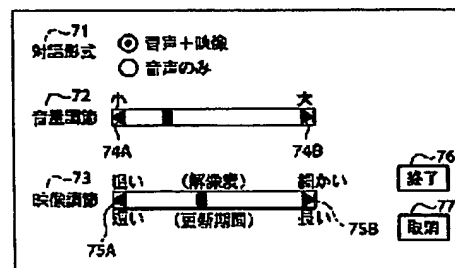 71
対話形式
音声＋映像
音声のみ
72
小 大
音量調節
74A 74B
73
粗い (解像度) 細かい
映像調節
短い (更新期間) 長い
75A 75B
76
終了
77
取消